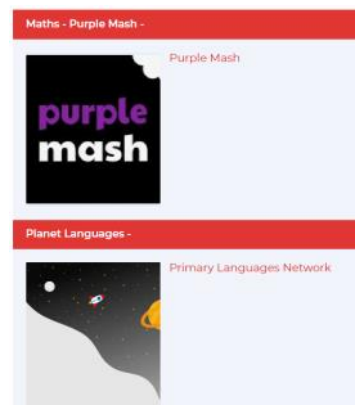 Maths - Purple Mash -
Purple Mash
purple
mash
Planet Languages -
Primary Languages Network